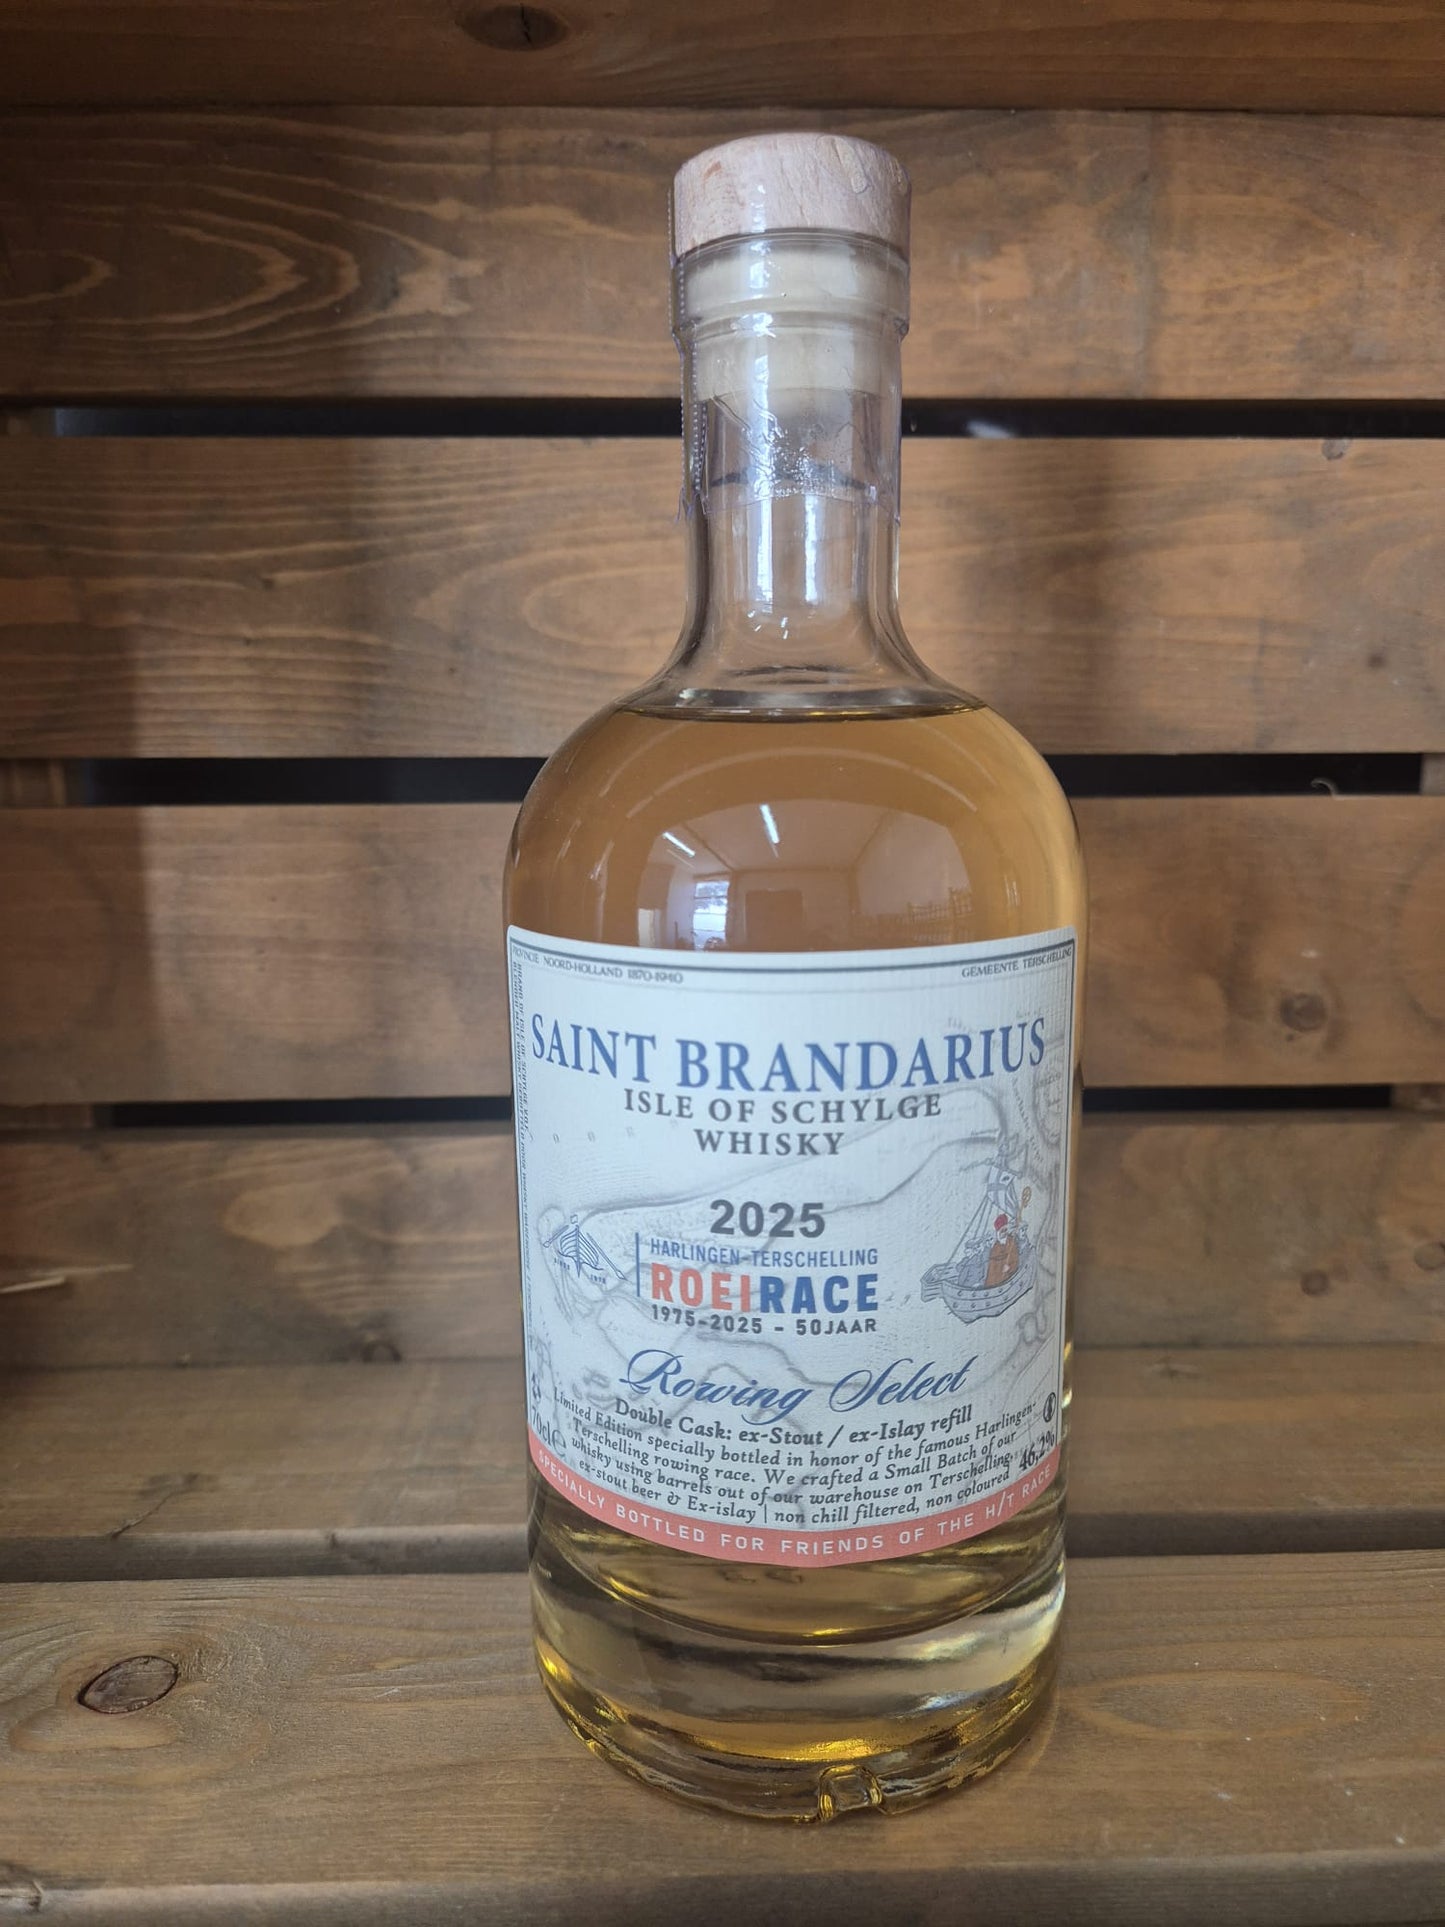 PROVINCIE NOORD-HOLLAND 1870-1940
GEMEENTE TERSCHELLING
SAINT BRANDARIUS
ISLE OF SCHYLGE
WHISKY
2025
HARLINGEN-TERSCHELLING
ROEIRACE
1975-2025 - 50JAAR
Rowing Select
Double Cask: ex-Stout / ex-Islay refill
Limited Edition specially bottled in honor of the famous Harlingen-
Terschelling rowing race. We crafted a Small Batch of our
whisky using barrels out of our warehouse on Terschelling,
ex-stout beer & Ex-islay | non chill filtered, non coloured
70cl e
46,2%
SPECIALLY BOTTLED FOR FRIENDS OF THE H/T RACE